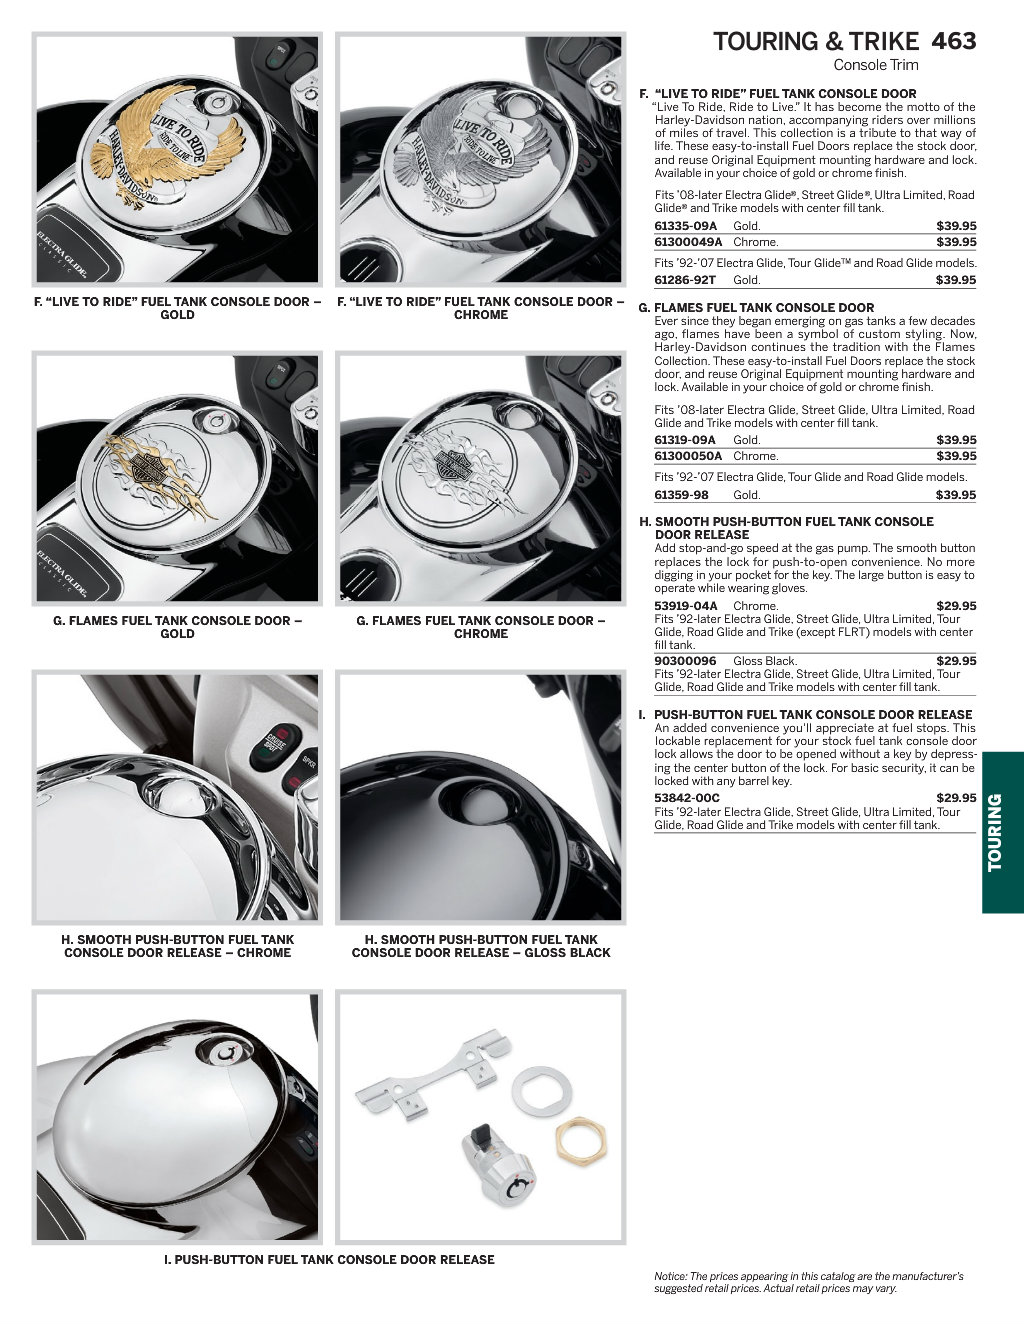 TOURING & TRIKE 463
Console Trim
LIVE TO RIDE
RIDE TO LIVE
HARLEY-DAVIDSON
ELECTRA GLIDE
CLASSIC
LIVE TO RIDE
RIDE TO LIVE
HARLEY-DAVIDSON
F. “LIVE TO RIDE” FUEL TANK CONSOLE DOOR –
GOLD
F. “LIVE TO RIDE” FUEL TANK CONSOLE DOOR –
CHROME
ELECTRA GLIDE
CLASSIC
G. FLAMES FUEL TANK CONSOLE DOOR –
GOLD
G. FLAMES FUEL TANK CONSOLE DOOR –
CHROME
CRUISE
SPKR
H. SMOOTH PUSH-BUTTON FUEL TANK
CONSOLE DOOR RELEASE – CHROME
H. SMOOTH PUSH-BUTTON FUEL TANK
CONSOLE DOOR RELEASE – GLOSS BLACK
I. PUSH-BUTTON FUEL TANK CONSOLE DOOR RELEASE
F. “LIVE TO RIDE” FUEL TANK CONSOLE DOOR
“Live To Ride, Ride to Live.” It has become the motto of the
Harley-Davidson nation, accompanying riders over millions
of miles of travel. This collection is a tribute to that way of
life. These easy-to-install Fuel Doors replace the stock door,
and reuse Original Equipment mounting hardware and lock.
Available in your choice of gold or chrome finish.
Fits ’08-later Electra Glide®, Street Glide®, Ultra Limited, Road
Glide® and Trike models with center fill tank.
61335-09A Gold. $39.95
61300049A Chrome. $39.95
Fits ’92-’07 Electra Glide, Tour Glide™ and Road Glide models.
61286-92T Gold. $39.95
G. FLAMES FUEL TANK CONSOLE DOOR
Ever since they began emerging on gas tanks a few decades
ago, flames have been a symbol of custom styling. Now,
Harley-Davidson continues the tradition with the Flames
Collection. These easy-to-install Fuel Doors replace the stock
door, and reuse Original Equipment mounting hardware and
lock. Available in your choice of gold or chrome finish.
Fits ’08-later Electra Glide, Street Glide, Ultra Limited, Road
Glide and Trike models with center fill tank.
61319-09A Gold. $39.95
61300050A Chrome. $39.95
Fits ’92-’07 Electra Glide, Tour Glide and Road Glide models.
61359-98 Gold. $39.95
H. SMOOTH PUSH-BUTTON FUEL TANK CONSOLE
DOOR RELEASE
Add stop-and-go speed at the gas pump. The smooth button
replaces the lock for push-to-open convenience. No more
digging in your pocket for the key. The large button is easy to
operate while wearing gloves.
53919-04A Chrome. $29.95
Fits ’92-later Electra Glide, Street Glide, Ultra Limited, Tour
Glide, Road Glide and Trike (except FLRT) models with center
fill tank.
90300096 Gloss Black. $29.95
Fits ’92-later Electra Glide, Street Glide, Ultra Limited, Tour
Glide, Road Glide and Trike models with center fill tank.
I. PUSH-BUTTON FUEL TANK CONSOLE DOOR RELEASE
An added convenience you’ll appreciate at fuel stops. This
lockable replacement for your stock fuel tank console door
lock allows the door to be opened without a key by depress-
ing the center button of the lock. For basic security, it can be
locked with any barrel key.
53842-00C $29.95
Fits ’92-later Electra Glide, Street Glide, Ultra Limited, Tour
Glide, Road Glide and Trike models with center fill tank.
TOURING
Notice: The prices appearing in this catalog are the manufacturer’s
suggested retail prices. Actual retail prices may vary.